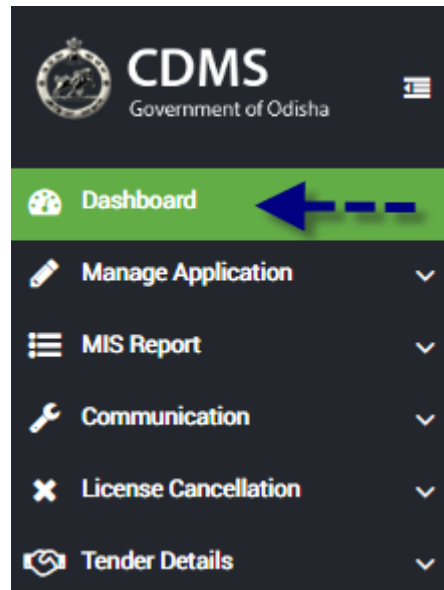 CDMS
Government of Odisha
Dashboard
Manage Application
MIS Report
Communication
License Cancellation
Tender Details